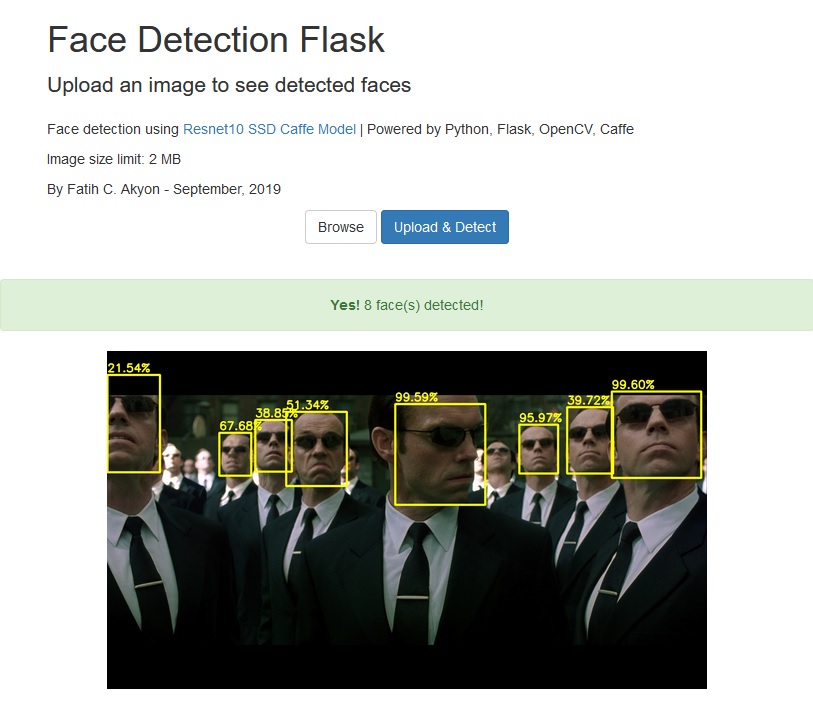 Face Detection Flask
Upload an image to see detected faces
Face detection using Resnet10 SSD Caffe Model | Powered by Python, Flask, OpenCV, Caffe
Image size limit: 2 MB
By Fatih C. Akyon - September, 2019
Browse Upload & Detect
Yes! 8 face(s) detected!
21.54%
67.68%
38.85%
51.34%
99.59%
95.97%
39.72%
99.60%